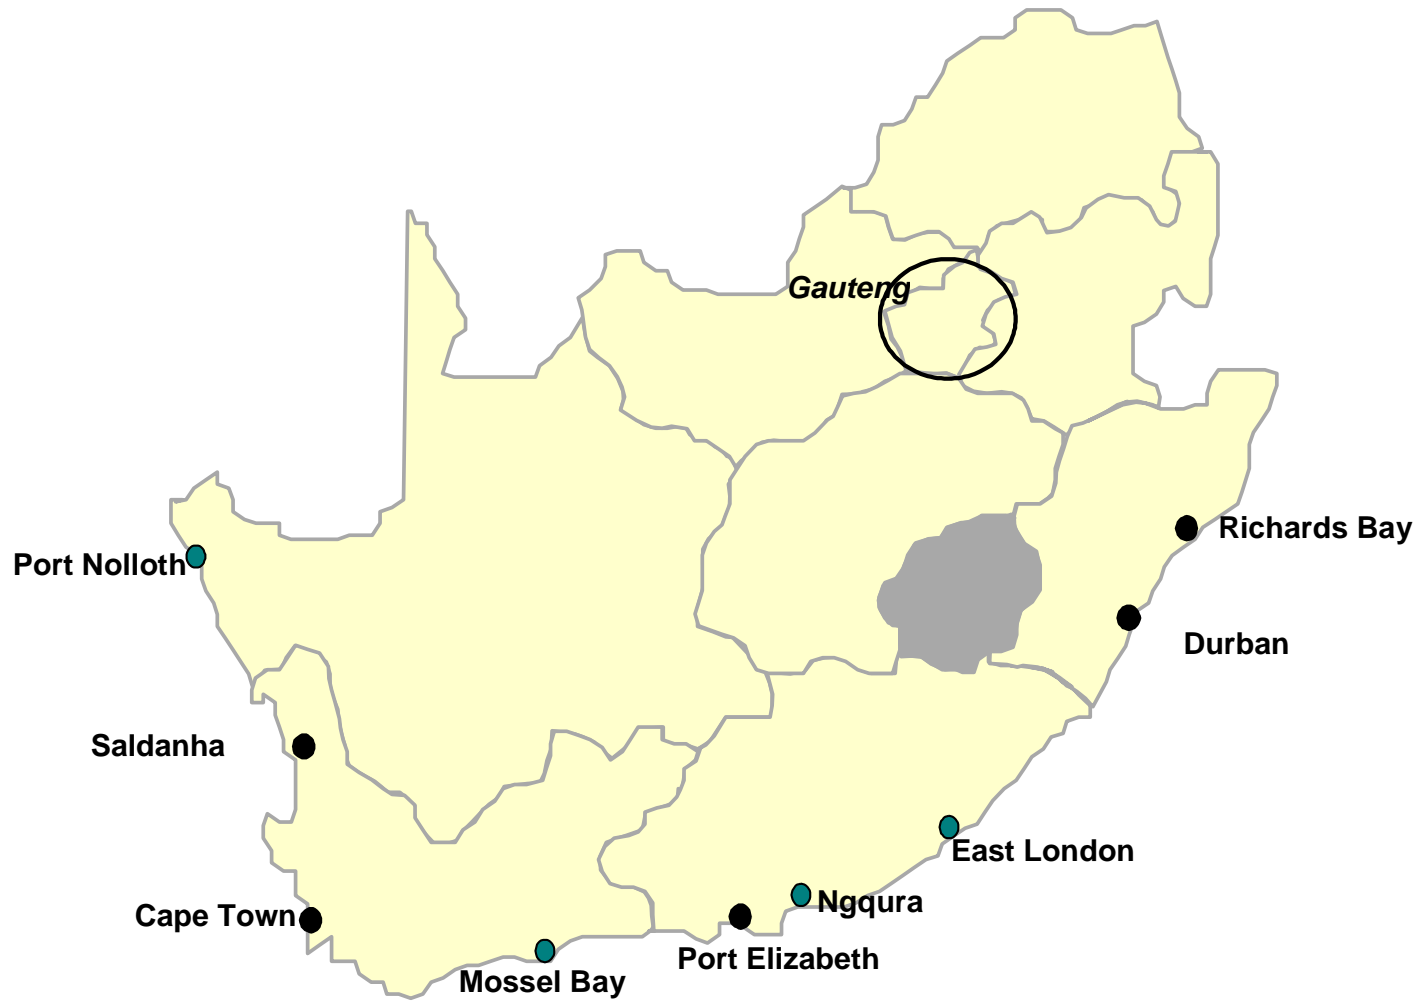 Gauteng
Richards Bay
Port Nolloth
Durban
Saldanha
East London
Ngqura
Cape Town
Port Elizabeth
Mossel Bay